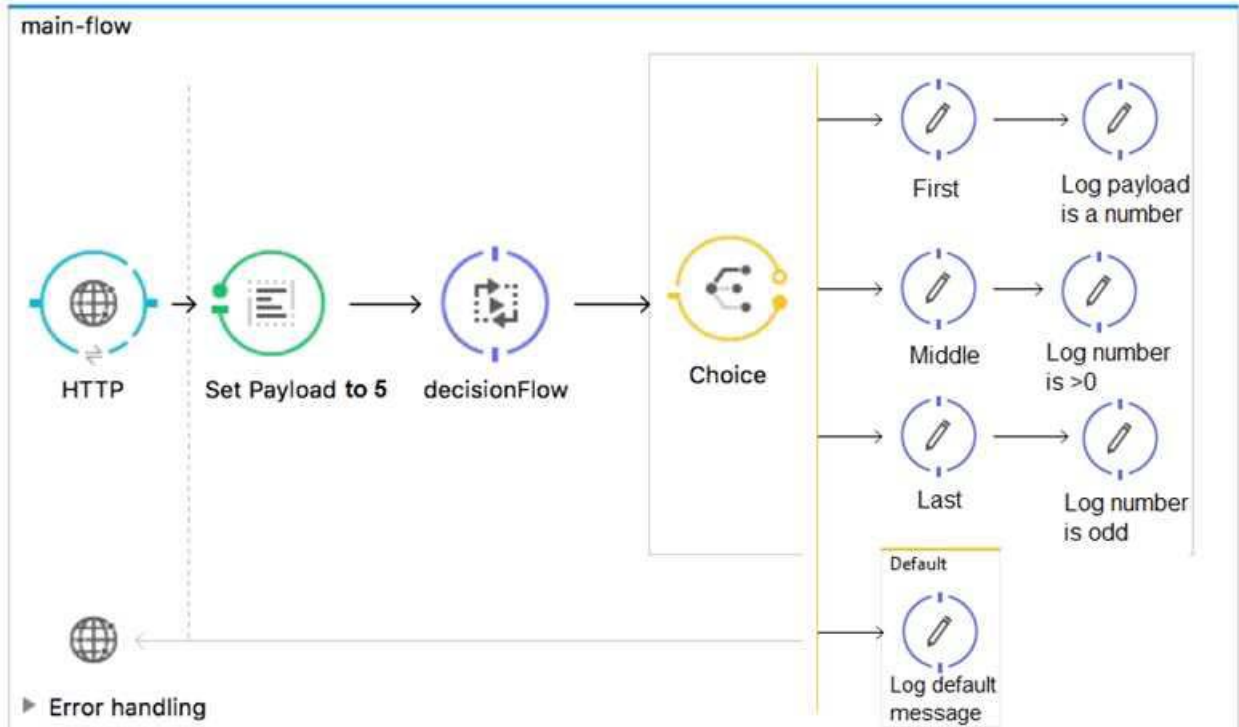 main-flow
First
Log payload
is a number
HTTP
Set Payload to 5
decisionFlow
Choice
Middle
Log number
is >0
Last
Log number
is odd
Default
Log default
message
Error handling